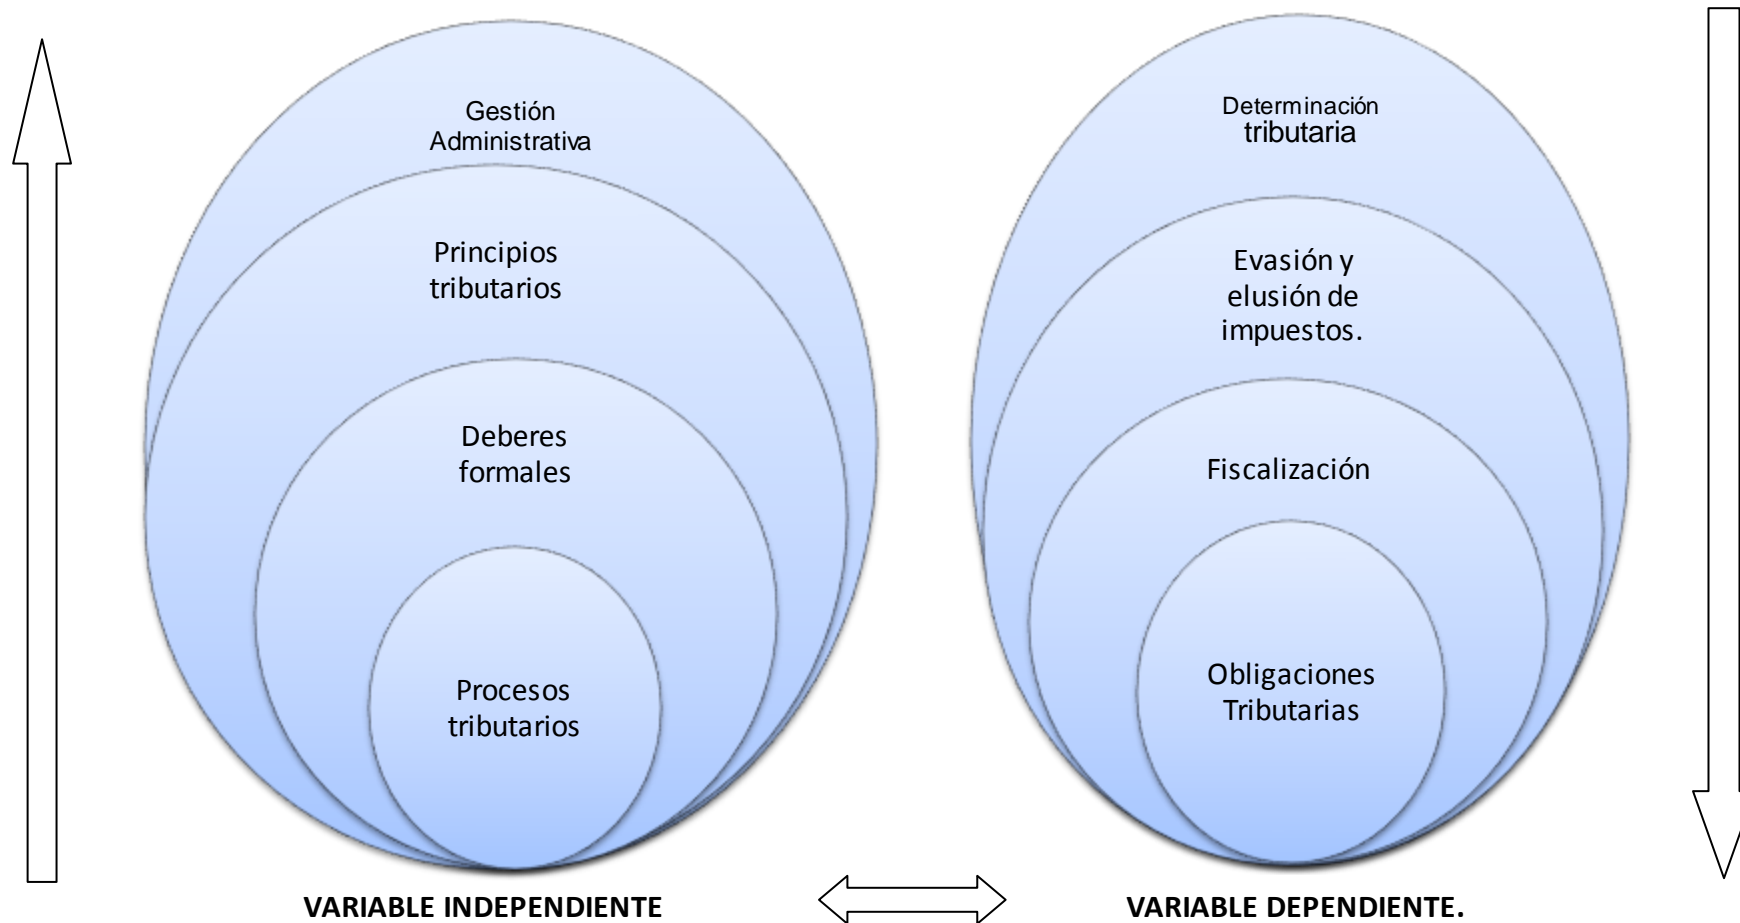 Gestión
Administrativa
Principios
tributarios
Deberes
formales
Procesos
tributarios
VARIABLE INDEPENDIENTE
Determinación
tributaria
Evasión y
elusión de
impuestos.
Fiscalización
Obligaciones
Tributarias
VARIABLE DEPENDIENTE.